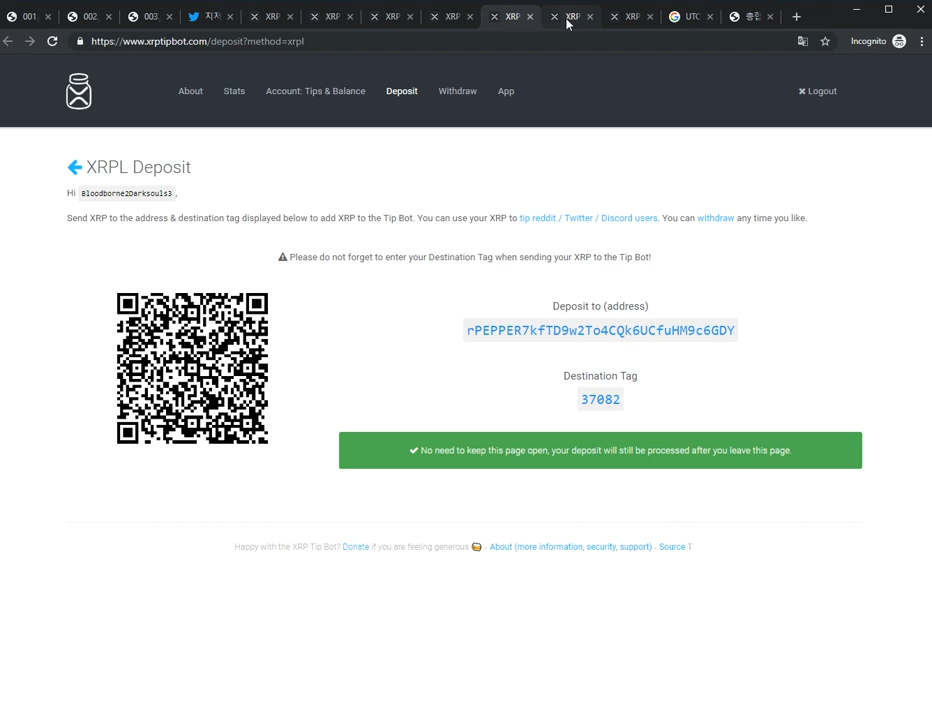 001.
002.
003.
지지
XRP
XRP
XRP
XRP
XRP
XRP
XRP
UTC
종합
https://www.xrptipbot.com/deposit?method=xrpl
Incognito
About Stats Account: Tips & Balance Deposit Withdraw App Logout
XRPL Deposit
Hi Bloodborne2Darksouls3,
Send XRP to the address & destination tag displayed below to add XRP to the Tip Bot. You can use your XRP to tip reddit / Twitter / Discord users. You can withdraw any time you like.
Please do not forget to enter your Destination Tag when sending your XRP to the Tip Bot!
Deposit to (address)
rPEPPER7kfTD9w2To4CQk6UCfuHM9c6GDY
Destination Tag
37082
No need to keep this page open, your deposit will still be processed after you leave this page.
Happy with the XRP Tip Bot? Donate if you are feeling generous - About (more information, security, support) - Source T